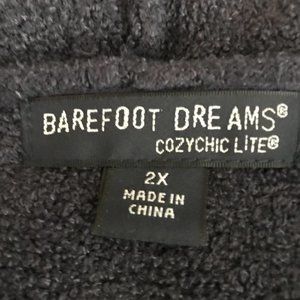 BAREFOOT DREAMS®
COZYCHIC LITE®
2X
MADE IN
CHINA